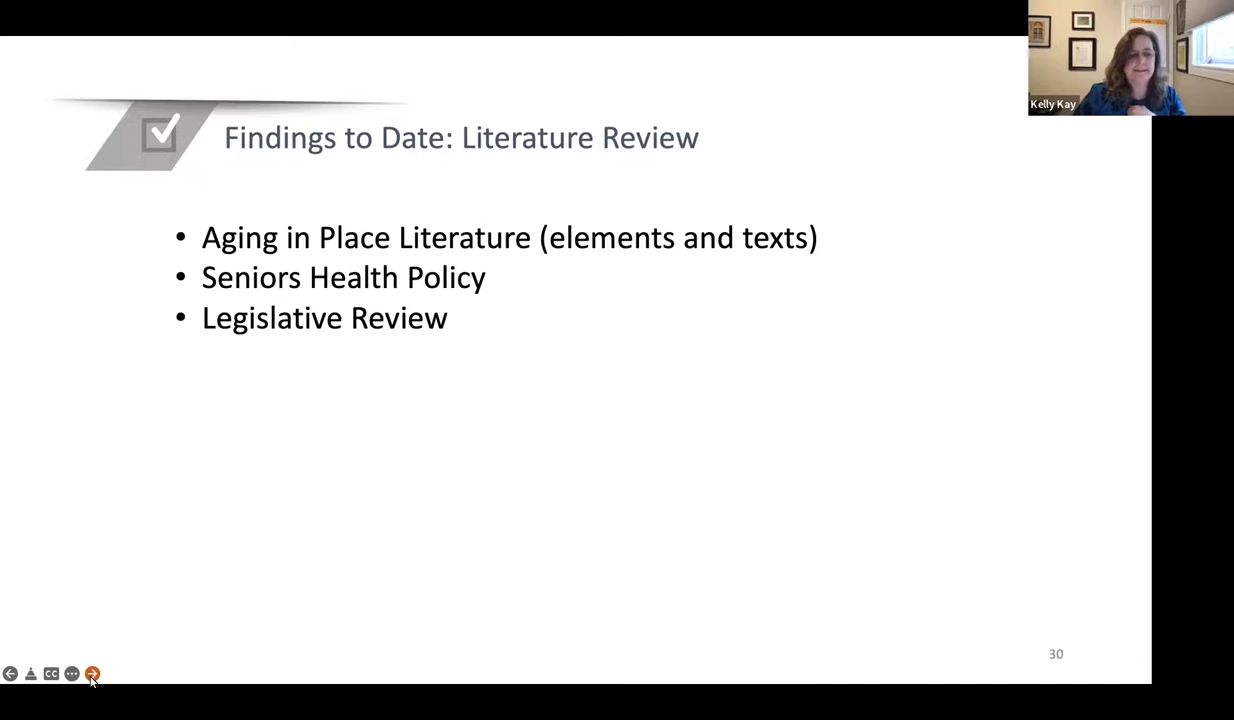 Kelly Kay
Findings to Date: Literature Review
• Aging in Place Literature (elements and texts)
• Seniors Health Policy
• Legislative Review
30
CC